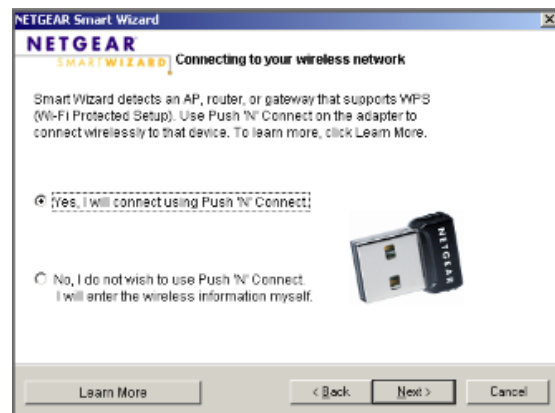 NETGEAR Smart Wizard
NETGEAR
SMARTWIZARD
Connecting to your wireless network
Smart Wizard detects an AP, router, or gateway that supports WPS
(Wi-Fi Protected Setup). Use Push 'N' Connect on the adapter to
connect wirelessly to that device. To learn more, click Learn More.
Yes, I will connect using Push 'N' Connect.
No, I do not wish to use Push 'N' Connect.
I will enter the wireless information myself.
NETGEAR
Learn More
< Back
Next >
Cancel